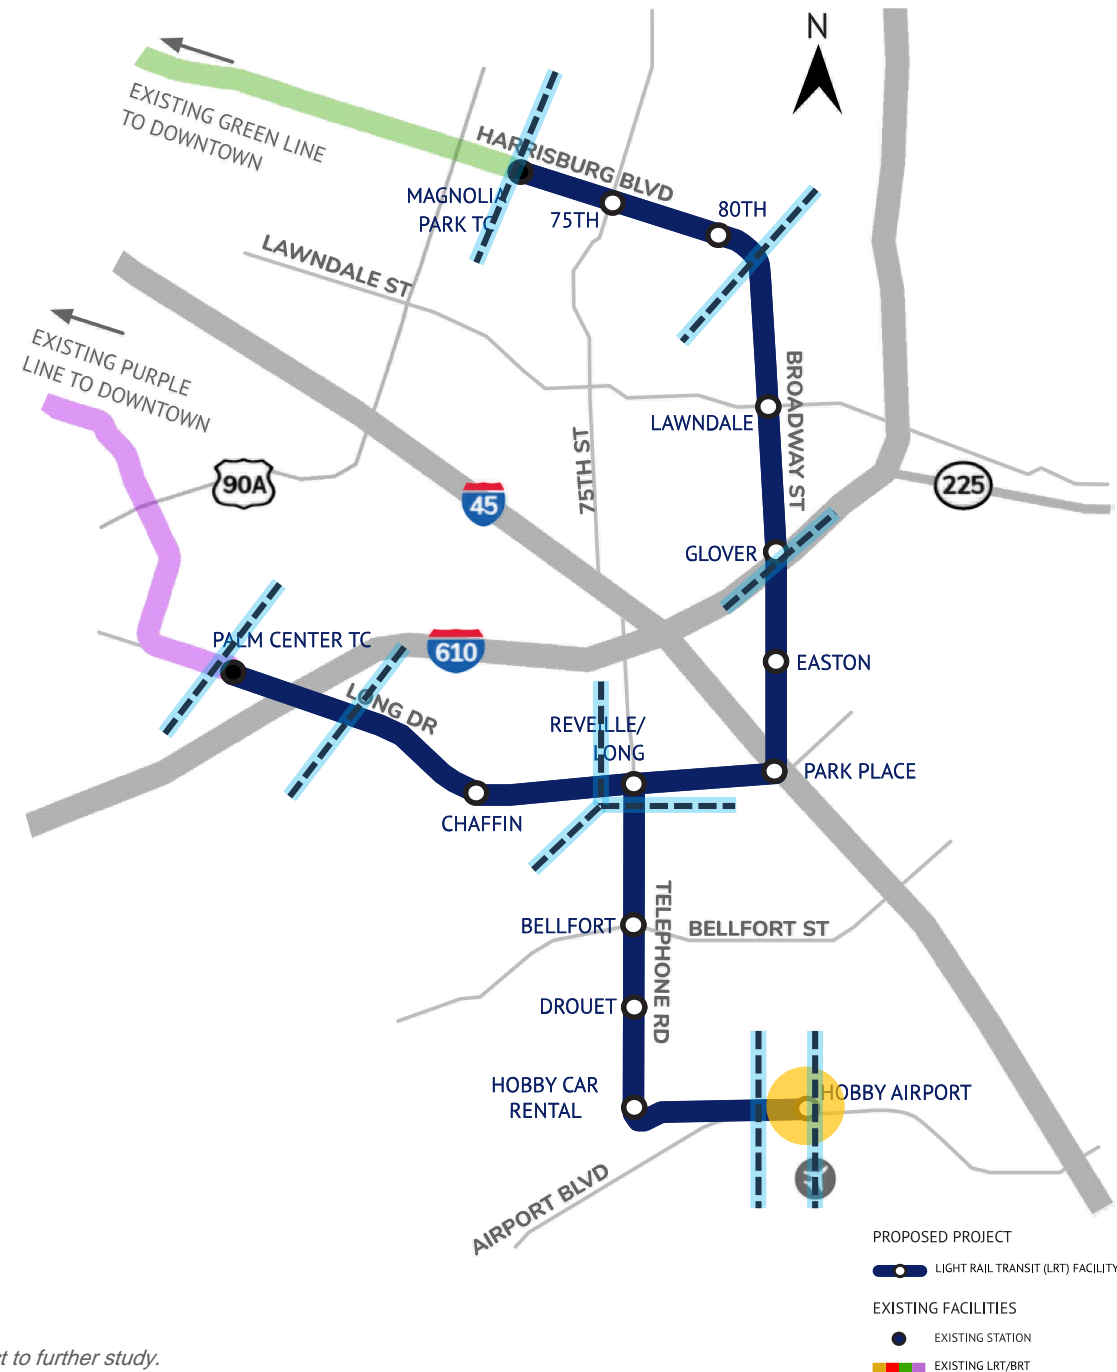 N
EXISTING GREEN LINE
TO DOWNTOWN
HARRISBURG BLVD
MAGNOLIA
PARK TC
75TH
80TH
LAWNDALE ST
EXISTING PURPLE
LINE TO DOWNTOWN
BROADWAY ST
LAWNDALE
75TH ST
90A
45
225
GLOVER
PALM CENTER TC
610
EASTON
LONG DR
REVEILLE/
LONG
PARK PLACE
CHAFFIN
TELEPHONE RD
BELLFORT
BELLFORT ST
DROUET
HOBBY CAR
RENTAL
HOBBY AIRPORT
AIRPORT BLVD
PROPOSED PROJECT
LIGHT RAIL TRANSIT (LRT) FACILITY
EXISTING FACILITIES
EXISTING STATION
EXISTING LRT/BRT
t to further study.